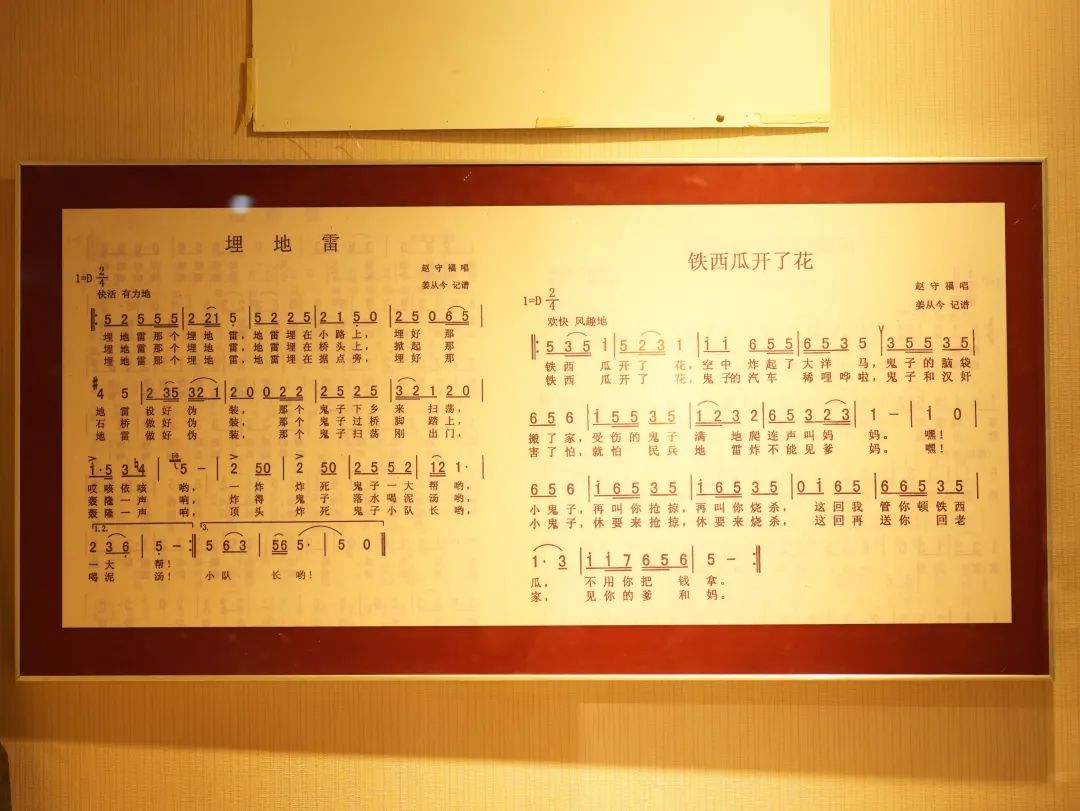 埋地雷
1=D 2/4
赵守福唱
姜从今 记谱
快活 有力地
5 2 5 5 5 | 2 2 1 5 | 5 2 2 5 | 2 1 5 0 | 5 2 5 0 6 5 |
埋地雷那个埋地雷，地雷埋在小路上，埋好那
埋地雷那个埋地雷，地雷埋在桥头上，掀起那
埋地雷那个埋地雷，地雷埋在据点旁，埋好那
4 5 | 2 3 5 3 2 1 | 2 0 0 2 2 | 2 5 2 5 | 3 2 1 2 0 |
地雷设好伪装，那个鬼子下乡来扫荡，
石桥做好伪装，那个鬼子过桥脚踏上，
地雷做好伪装，那个鬼子扫荡刚出门，
1·5 3 4 | 5 - | 2 5 0 | 2 5 0 | 2 5 5 2 | 1 2 1· |
哎咳依咳哟，一炸炸死鬼子一大帮哟，
轰隆一声响，炸得鬼子落水喝泥汤哟，
轰隆一声响，顶头炸死鬼子小队长哟，
1.2. 3.
2 3 6 | 5 - :| 5 6 3 | 5 6 5· | 5 0 ‖
一大帮！
喝泥汤！小队长哟！
铁西瓜开了花
1=D 2/4
赵守福唱
姜从今 记谱
欢快 风趣地
5 3 5 i | 5 2 3 1 | i i 6 5 5 | 6 5 3 5 | 3 5 5 3 5 |
铁西瓜开了花，空中炸起了大洋马，鬼子的脑袋
铁西瓜开了花，鬼子的汽车稀哩哗啦，鬼子和汉奸
6 5 6 | i 5 5 5 3 5 | i 2 3 2 | 6 5 3 2 3 | 1 - | i 0 |
搬了家，受伤的鬼子满地爬连声叫妈妈。嘿！
害了怕，就怕民兵地雷炸不能见爹妈。嘿！
6 5 6 | i 6 5 3 5 | i 6 5 3 5 | 0 i 6 5 | 6 6 5 3 5 |
小鬼子，再叫你抢掠，再叫你烧杀，这回我管你顿铁西
小鬼子，休要来抢掠，休要来烧杀，这回再送你回老
1· 3 | i i 7 6 5 6 | 5 - :‖
瓜，不用你把钱拿。
家，见你的爹和妈。